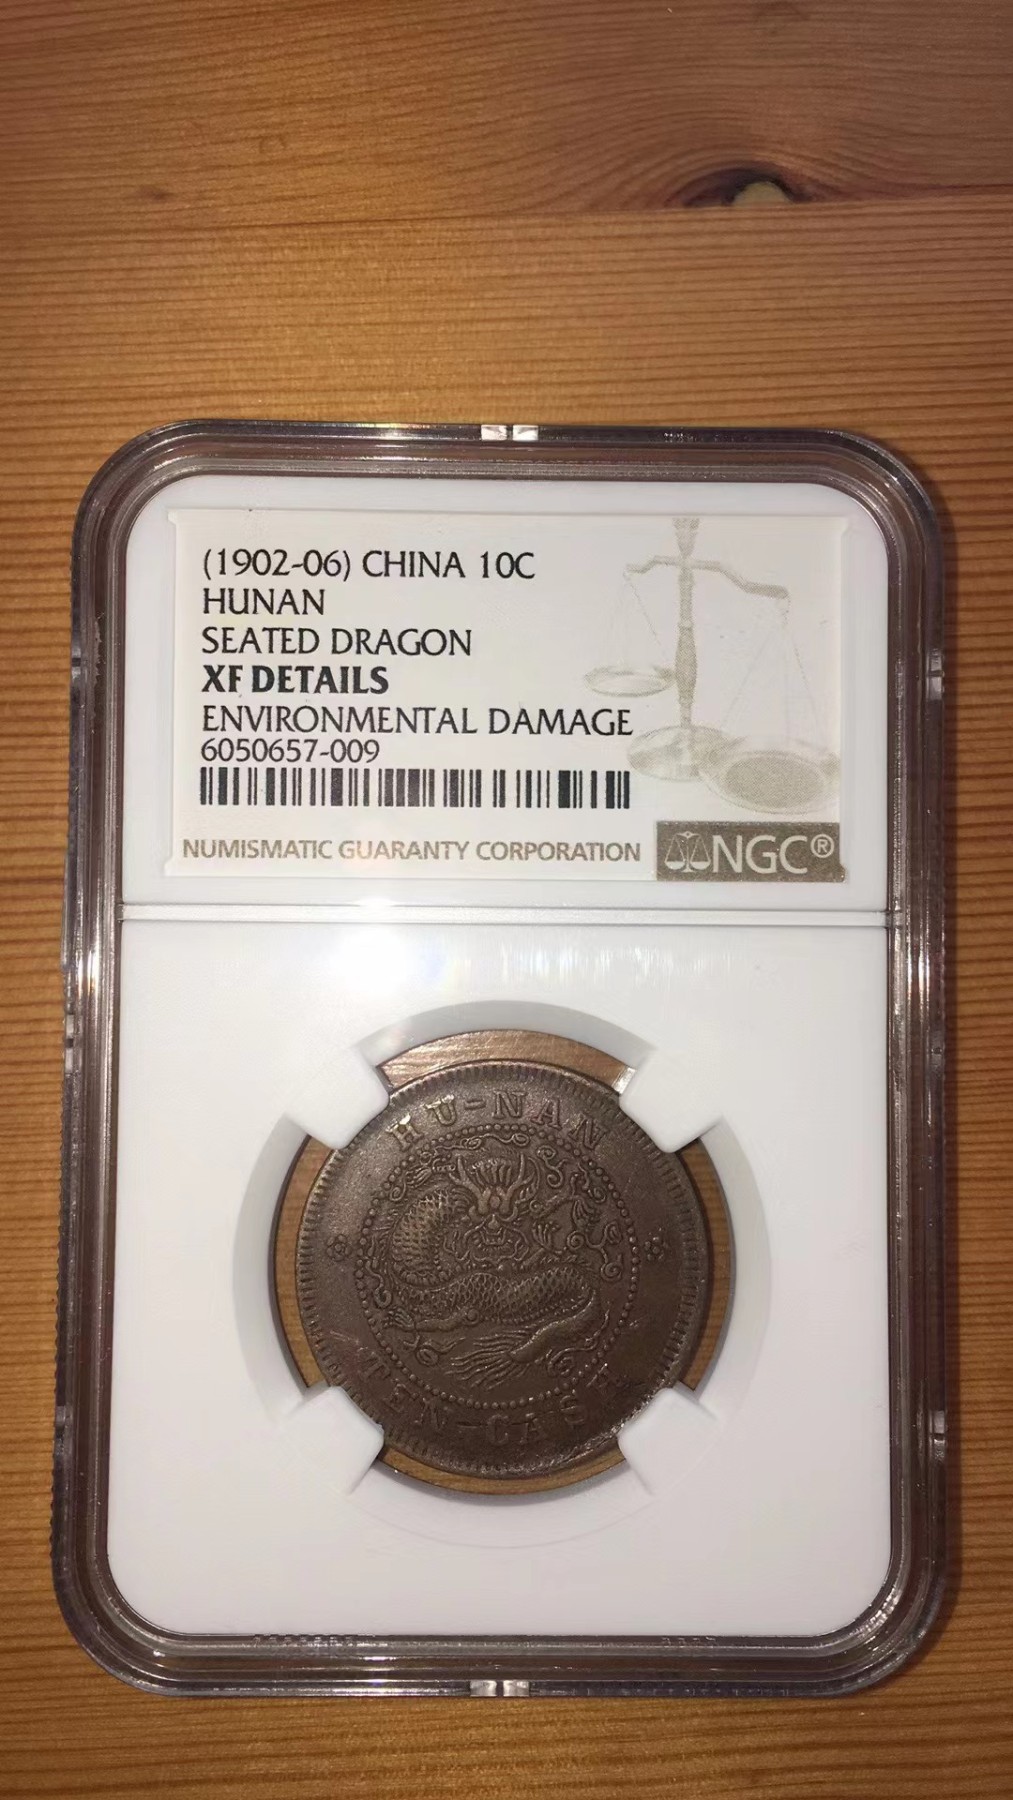 (1902-06) CHINA 10C
HUNAN
SEATED DRAGON
XF DETAILS
ENVIRONMENTAL DAMAGE
6050657-009
NUMISMATIC GUARANTY CORPORATION
NGC®
HU-NAN
TEN-CASH